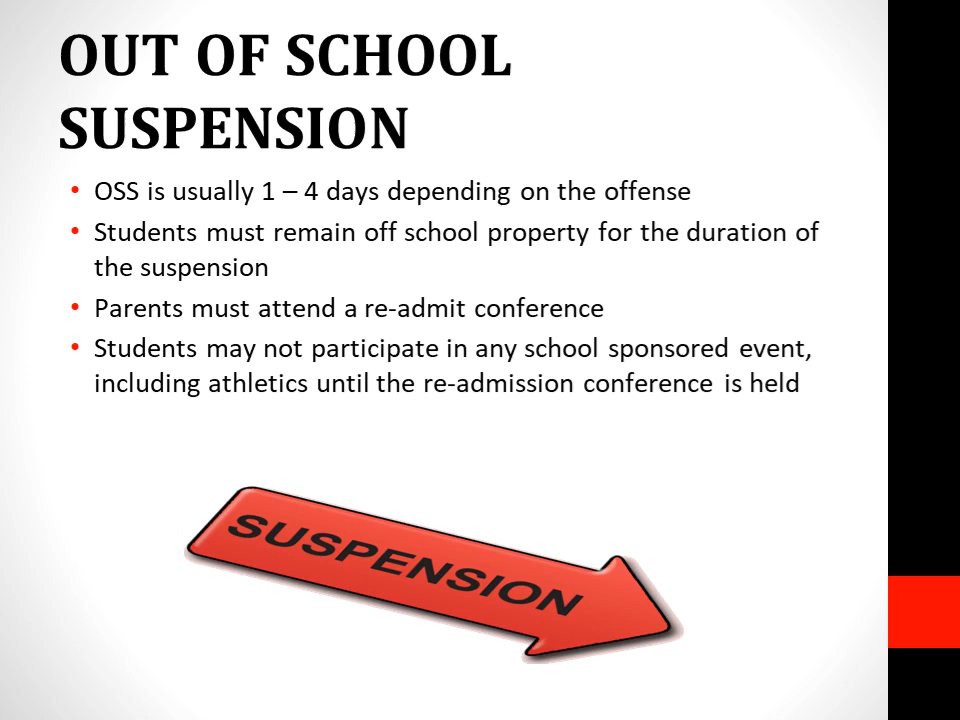 OUT OF SCHOOL
SUSPENSION
• OSS is usually 1 – 4 days depending on the offense
• Students must remain off school property for the duration of
the suspension
• Parents must attend a re-admit conference
• Students may not participate in any school sponsored event,
including athletics until the re-admission conference is held
SUSPENSION